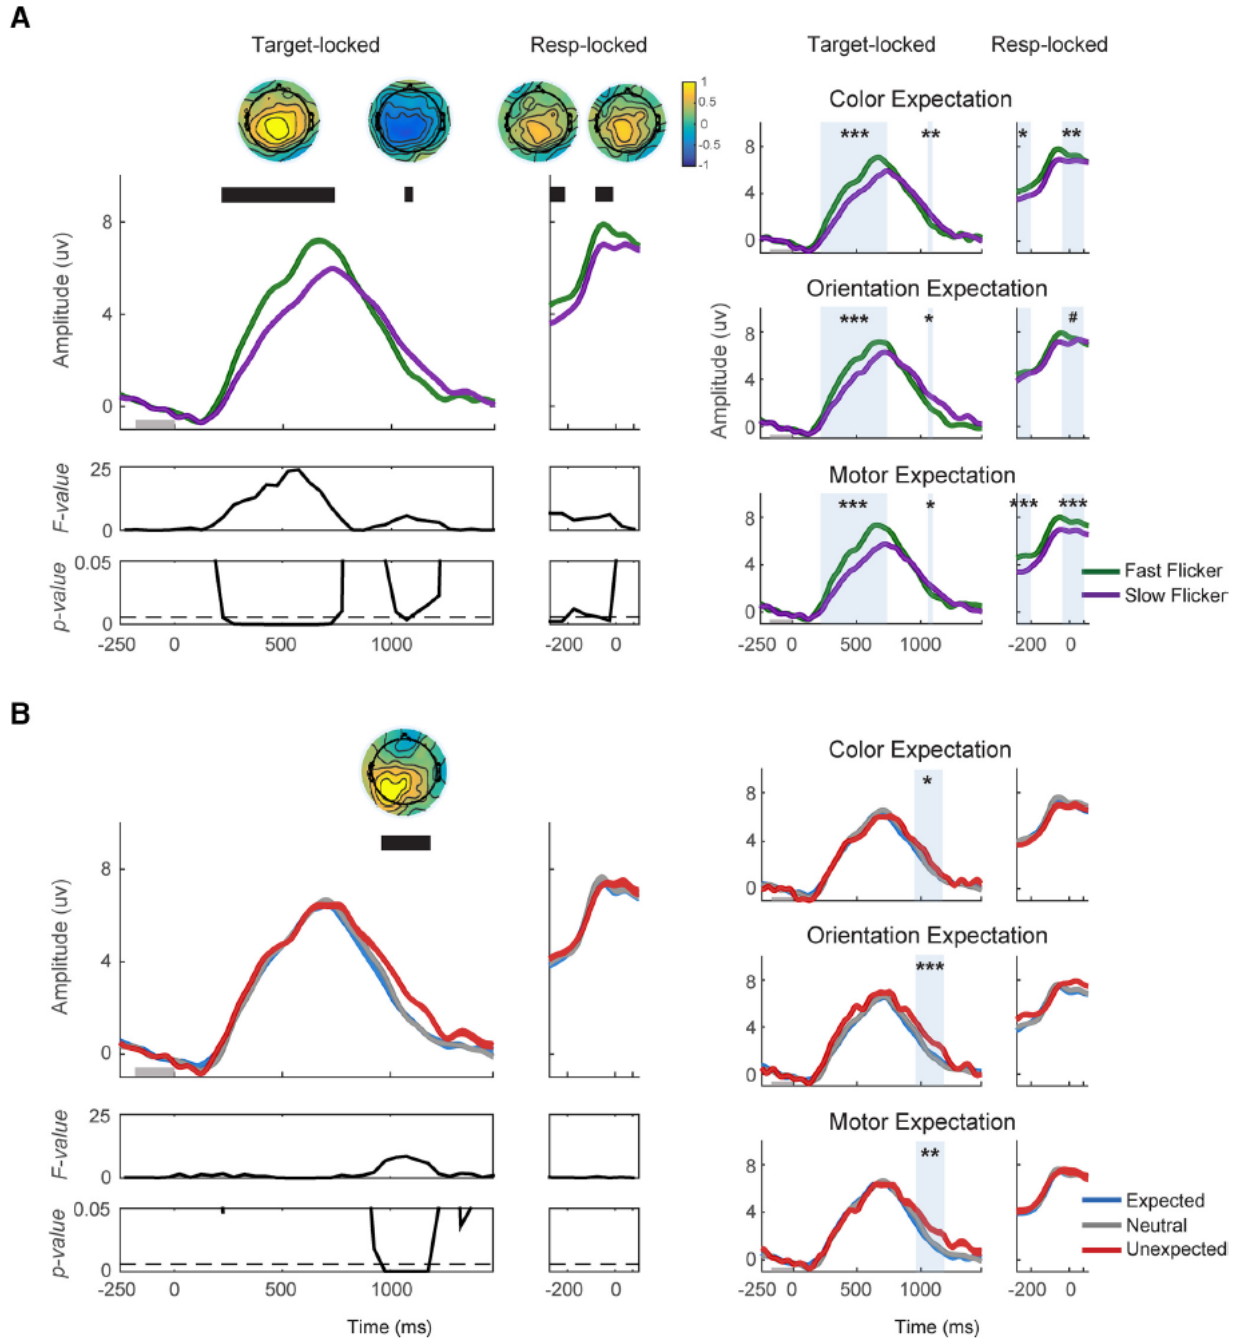 A
Target-locked Resp-locked Target-locked Resp-locked
1
0.5
0
-0.5
-1
Color Expectation
*** ** * **
8
4
0
Amplitude (uv)
8
4
0
Orientation Expectation
*** * #
Amplitude (uv)
8
4
0
Motor Expectation
*** * *** ***
8
4
0
Fast Flicker
Slow Flicker
-250 0 500 1000 -200 0
F-value
25
0
p-value
0.05
0
-250 0 500 1000 -200 0
B
Color Expectation
*
8
4
0
Amplitude (uv)
8
4
0
Orientation Expectation
***
8
4
0
Motor Expectation
**
8
4
0
Expected
Neutral
Unexpected
-250 0 500 1000 -200 0
Time (ms)
F-value
25
0
p-value
0.05
0
-250 0 500 1000 -200 0
Time (ms)